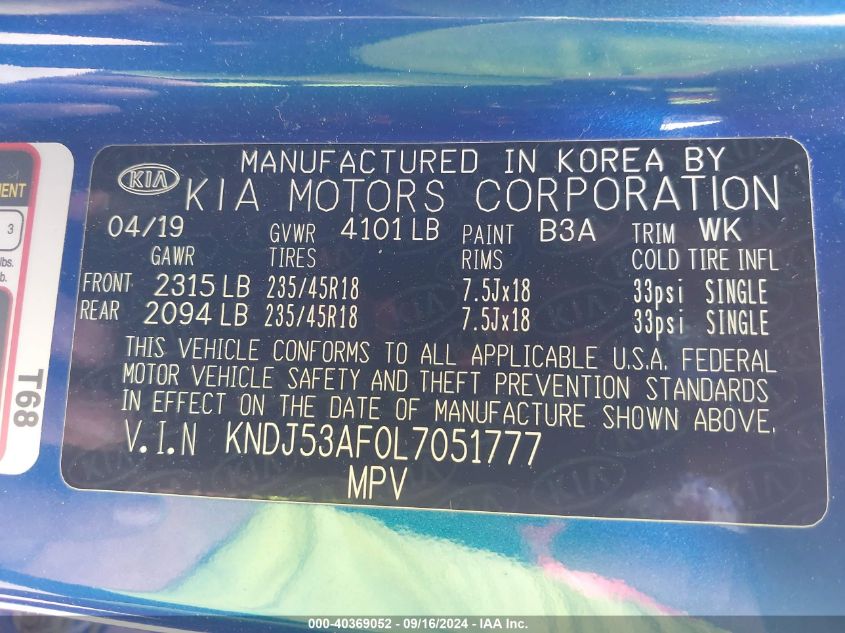 MANUFACTURED IN KOREA BY
KIA KIA MOTORS CORPORATION
04/19 GVWR 4101 LB PAINT B3A TRIM WK
GAWR TIRES RIMS COLD TIRE INFL
FRONT 2315 LB 235/45R18 7.5Jx18 33psi SINGLE
REAR 2094 LB 235/45R18 7.5Jx18 33psi SINGLE
THIS VEHICLE CONFORMS TO ALL APPLICABLE U.S.A. FEDERAL
MOTOR VEHICLE SAFETY AND THEFT PREVENTION STANDARDS
IN EFFECT ON THE DATE OF MANUFACTURE SHOWN ABOVE.
V.I.N KNDJ53AF0L7051777
MPV
3
lbs.
b.
T68
000-40369052 - 09/16/2024 - IAA Inc.